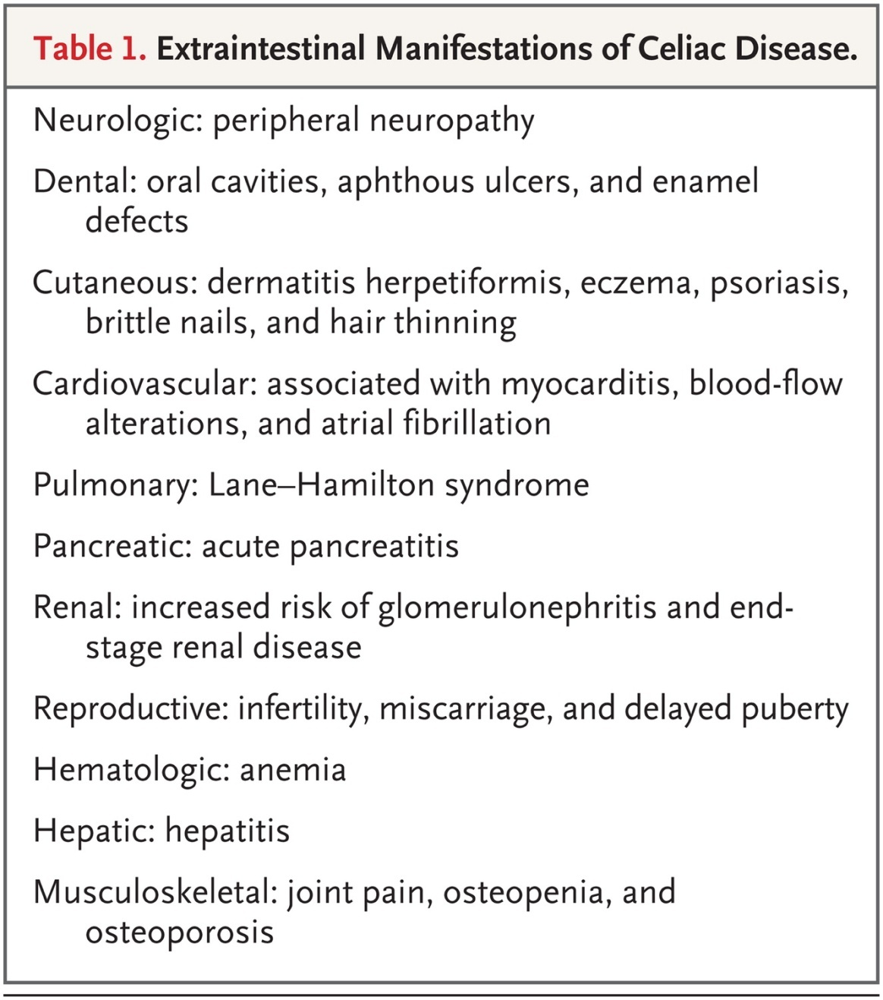 Table 1. Extraintestinal Manifestations of Celiac Disease.
Neurologic: peripheral neuropathy
Dental: oral cavities, aphthous ulcers, and enamel
defects
Cutaneous: dermatitis herpetiformis, eczema, psoriasis,
brittle nails, and hair thinning
Cardiovascular: associated with myocarditis, blood-flow
alterations, and atrial fibrillation
Pulmonary: Lane–Hamilton syndrome
Pancreatic: acute pancreatitis
Renal: increased risk of glomerulonephritis and end-
stage renal disease
Reproductive: infertility, miscarriage, and delayed puberty
Hematologic: anemia
Hepatic: hepatitis
Musculoskeletal: joint pain, osteopenia, and
osteoporosis